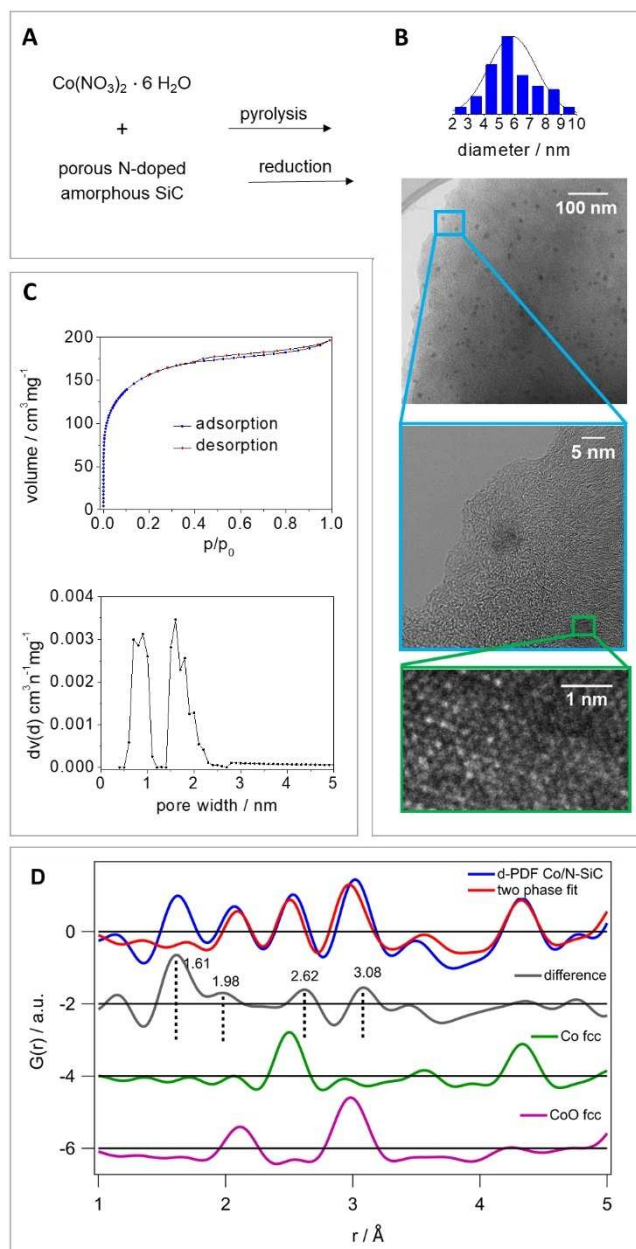 A
Co(NO3)2 · 6 H2O
+
porous N-doped
amorphous SiC
pyrolysis
reduction
B
2 3 4 5 6 7 8 9 10
diameter / nm
100 nm
5 nm
1 nm
C
200
150
100
50
0
volume / cm³mg⁻¹
adsorption
desorption
0.0 0.2 0.4 0.6 0.8 1.0
p/p₀
0.004
0.003
0.002
0.001
0.000
dv(d) cm³n⁻¹mg⁻¹
0 1 2 3 4 5
pore width / nm
D
d-PDF Co/N-SiC
two phase fit
0
1.61
1.98
2.62
3.08
difference
-2
Co fcc
-4
CoO fcc
-6
G(r) / a.u.
1 2 3 4 5
r / Å